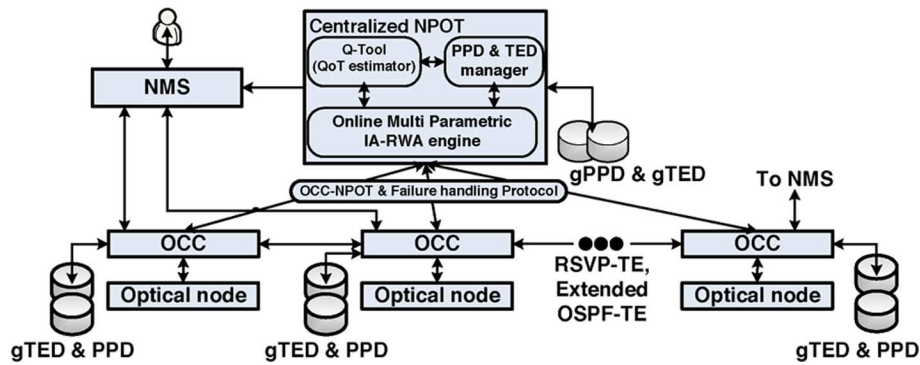 Centralized NPOT
Q-Tool
(QoT estimator)
PPD & TED
manager
NMS
Online Multi Parametric
IA-RWA engine
gPPD & gTED
To NMS
OCC-NPOT & Failure handling Protocol
OCC
OCC
OCC
RSVP-TE,
Extended
OSPF-TE
Optical node
Optical node
Optical node
gTED & PPD
gTED & PPD
gTED & PPD